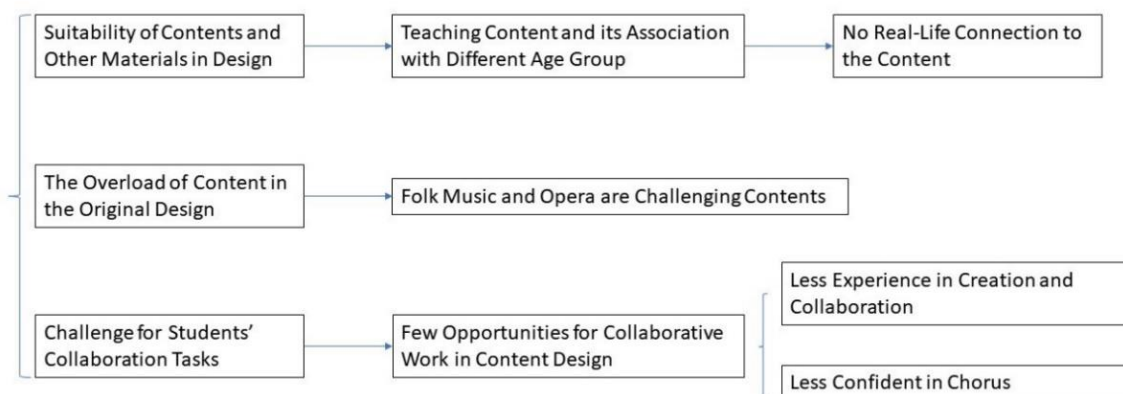 Suitability of Contents and
Other Materials in Design
Teaching Content and its Association
with Different Age Group
No Real-Life Connection to
the Content
The Overload of Content in
the Original Design
Folk Music and Opera are Challenging Contents
Challenge for Students'
Collaboration Tasks
Few Opportunities for Collaborative
Work in Content Design
Less Experience in Creation and
Collaboration
Less Confident in Chorus